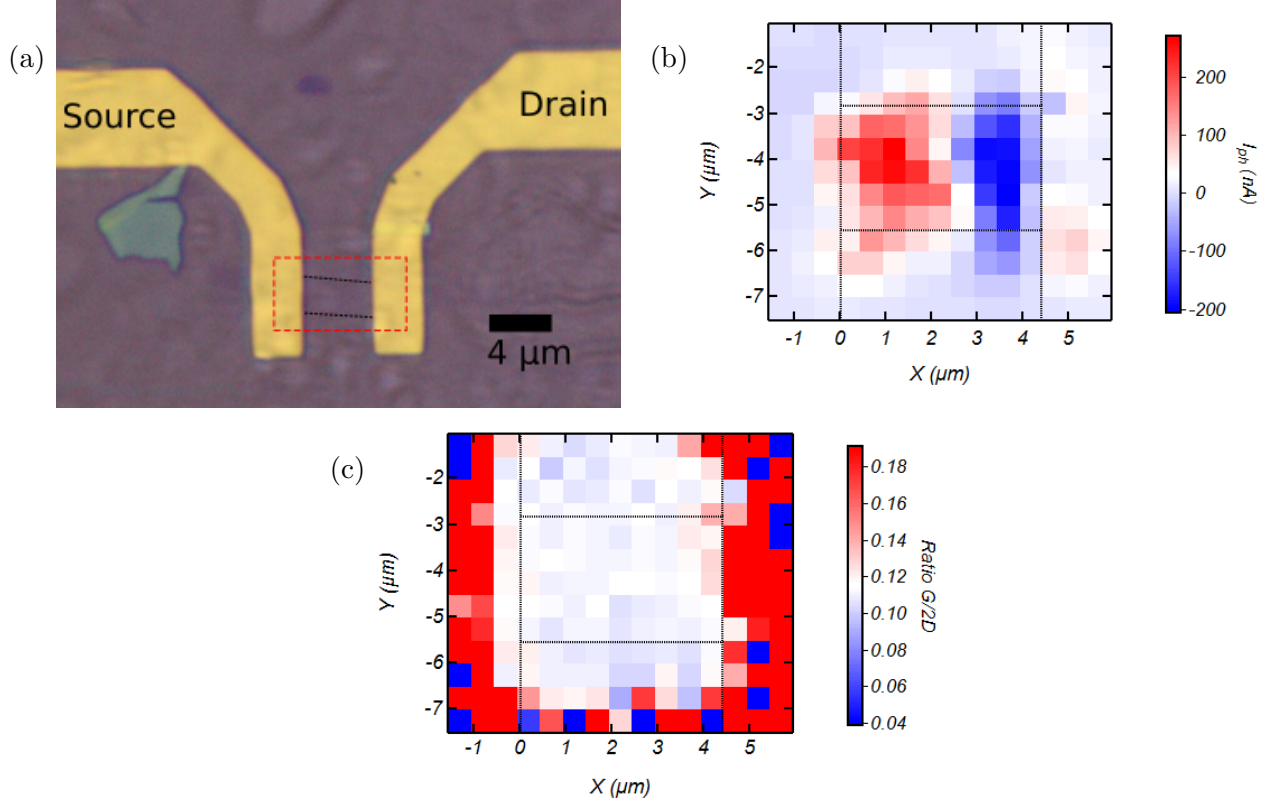 (a)
Source
Drain
4 μm
(b)
-2
-3
-4
-5
-6
-7
Y (μm)
-1 0 1 2 3 4 5
X (μm)
200
100
0
-100
-200
I_ph (nA)
(c)
-2
-3
-4
-5
-6
-7
Y (μm)
-1 0 1 2 3 4 5
X (μm)
0.18
0.16
0.14
0.12
0.10
0.08
0.06
0.04
Ratio G/2D